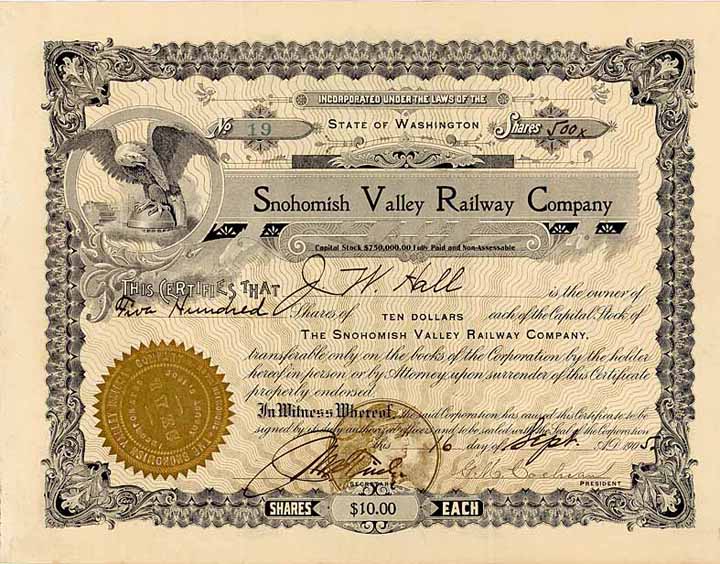 INCORPORATED UNDER THE LAWS OF THE
No 19 STATE OF WASHINGTON Shares 500 x
SNOHOMISH VALLEY RAILWAY COMPANY
Capital Stock $750,000.00 Fully Paid and Non-Assessable
THIS CERTIFIES THAT J. W. Hall is the owner of
Five Hundred Shares of TEN DOLLARS each of the Capital Stock of
THE SNOHOMISH VALLEY RAILWAY COMPANY,
transferable only on the books of the Corporation by the holder
hereof in person or by Attorney upon surrender of this Certificate
properly endorsed.
In Witness Whereof, the said Corporation has caused this Certificate to be
signed by its duly authorized officers and to be sealed with the Seal of the Corporation
this 16 day of Sept. A.D. 1905
SECRETARY
PRESIDENT
SHARES $10.00 EACH